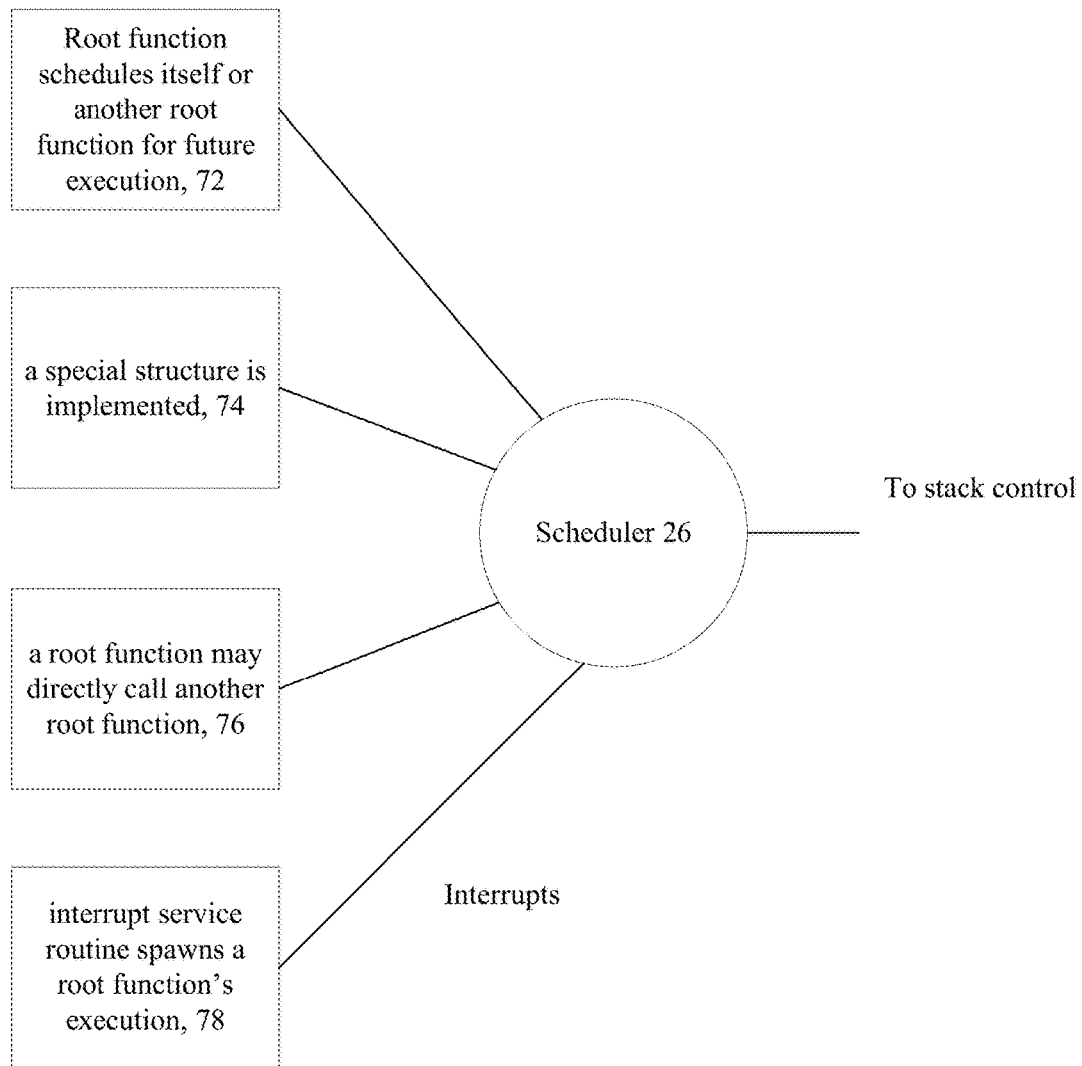 Root function
schedules itself or
another root
function for future
execution, 72
a special structure is
implemented, 74
Scheduler 26
To stack control
a root function may
directly call another
root function, 76
Interrupts
interrupt service
routine spawns a
root function's
execution, 78